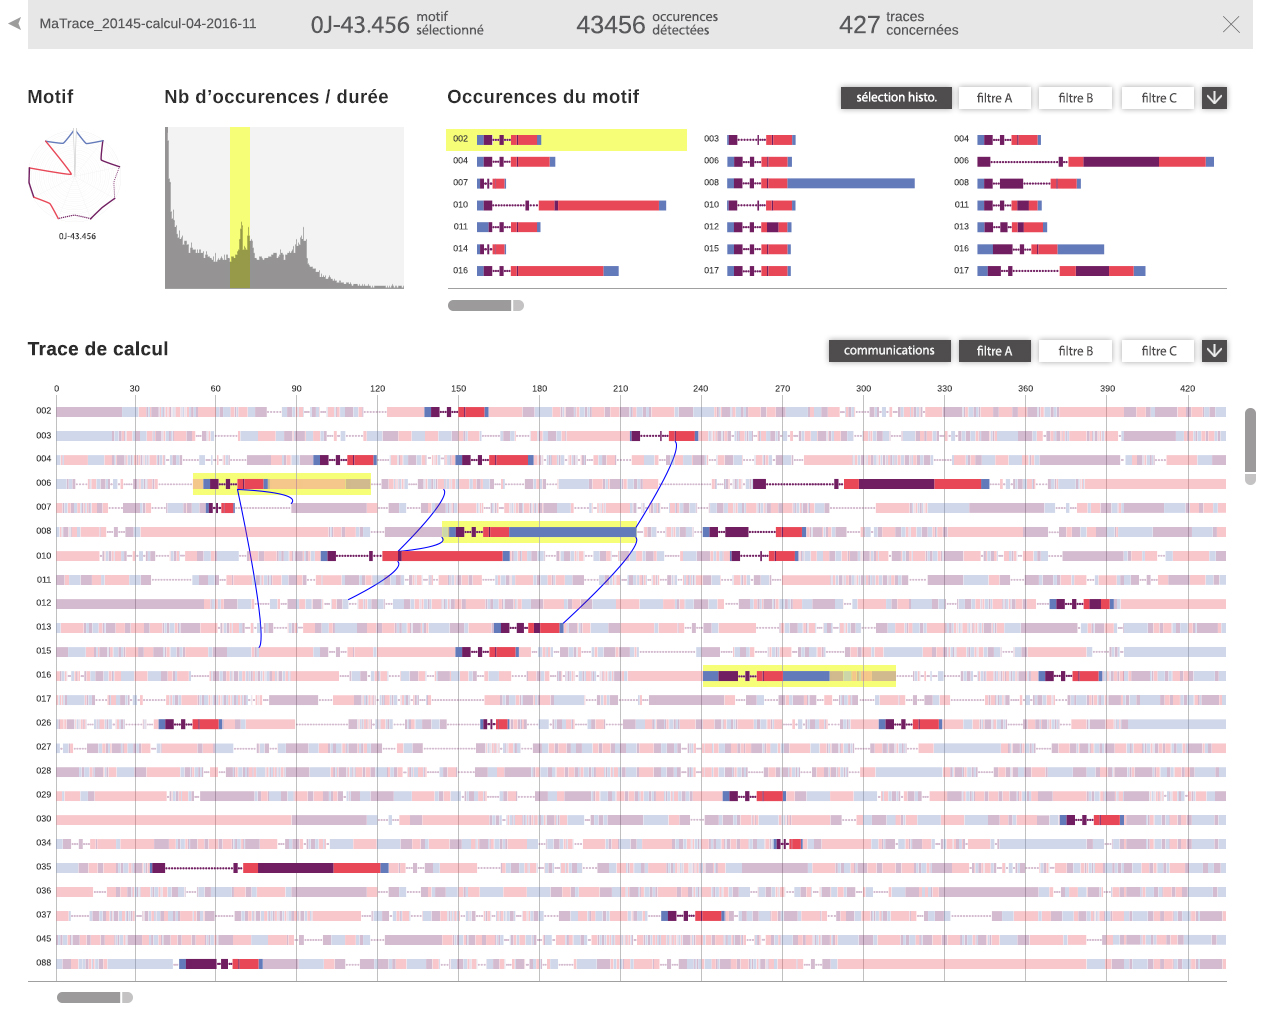 MaTrace_20145-calcul-04-2016-11
0J-43.456 motif sélectionné
43456 occurences détectées
427 traces concernées
Motif
Nb d’occurences / durée
Occurences du motif
sélection histo.
filtre A
filtre B
filtre C
002
003
004
004
006
006
007
008
008
010
010
011
011
012
013
014
015
016
016
017
017
0J-43.456
Trace de calcul
communications
filtre A
filtre B
filtre C
0 30 60 90 120 150 180 210 240 270 300 330 360 390 420
002
003
004
006
007
008
010
011
012
013
015
016
017
026
027
028
029
030
034
035
036
037
045
088